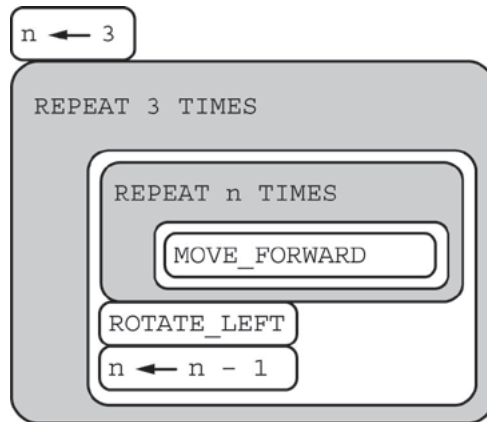 n ← 3
REPEAT 3 TIMES
REPEAT n TIMES
MOVE_FORWARD
ROTATE_LEFT
n ← n - 1